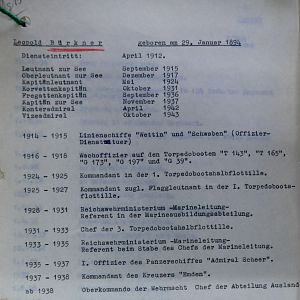 Leopold Bürkner geboren am 29. Januar 1894
Diensteintritt: April 1912.
Leutnant zur See September 1915
Oberleutnant zur See Dezember 1917
Kapitänleutnant Mai 1924
Korvettenkapitän Oktober 1931
Fregattenkapitän September 1936
Kapitän zur See November 1937
Konteradmiral April 1942
Vizeadmiral Oktober 1943
1914 - 1915 Linienschiffe "Wettin" und "Schwaben" (Offizier-
Dienst
1916 - 1918 Wachoffizier auf den Torpedobooten "T 143", "T 165",
"G 173", "O 197" und "G 39".
1924 - 1925 Kommandant in der 1. Torpedobootshalbflottille.
1925 - 1927 Kommandant zugl. Flaggleutnant in der I. Torpedoboots-
flottille.
1928 - 1931 Reichswehrministerium -Marineleitung-
Referent in der Marineausbildungsabteilung.
1931 - 1933 Chef der 3. Torpedobootshalbflottille.
1933 - 1935 Reichswehrministerium -Marineleitung-
Referent beim Stabe des Chefs der Marineleitung.
1935 - 1937 I. Offizier des Panzerschiffes "Admiral Scheer".
1937 - 1938 Kommandant des Kreuzers "Emden".
ab 1938 Oberkommando der Wehrmacht Chef der Abteilung Ausland